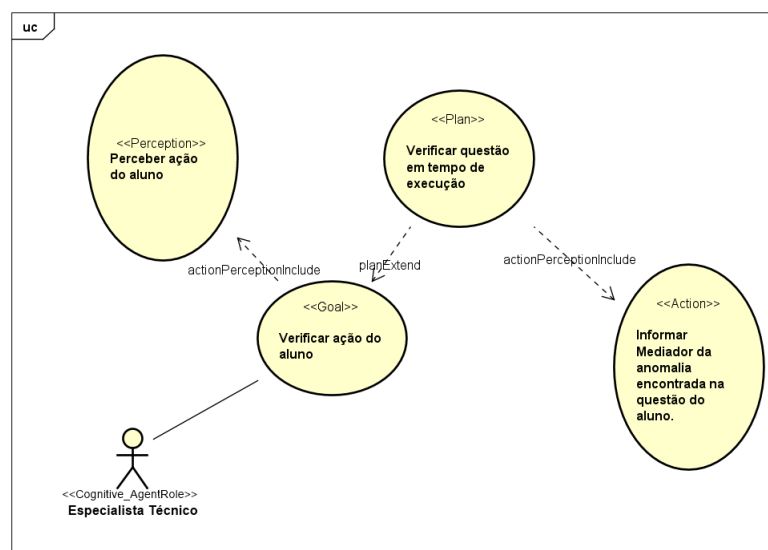 uc
<<Perception>>
Perceber ação
do aluno
<<Plan>>
Verificar questão
em tempo de
execução
actionPerceptionInclude
planExtend
actionPerceptionInclude
<<Goal>>
Verificar ação do
aluno
<<Action>>
Informar
Mediador da
anomalia
encontrada na
questão do
aluno.
<<Cognitive_AgentRole>>
Especialista Técnico